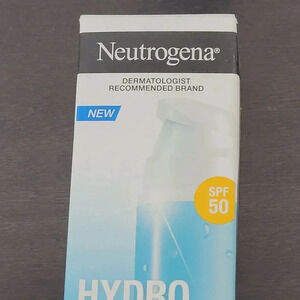 Neutrogena®
DERMATOLOGIST
RECOMMENDED BRAND
NEW
SPF
50
HYDRO